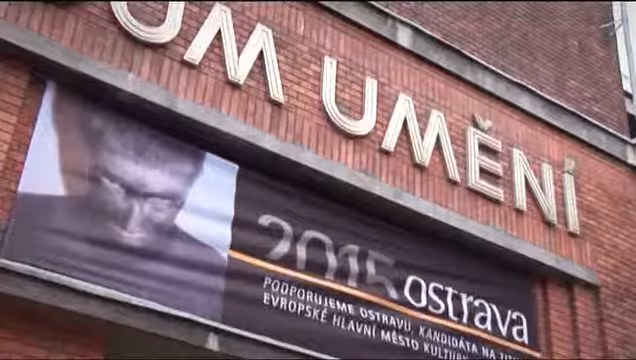 UM UMĚNÍ
2015 ostrava
PODPORUJEME OSTRAVU, KANDIDÁTA NA
EVROPSKÉ HLAVNÍ MĚSTO